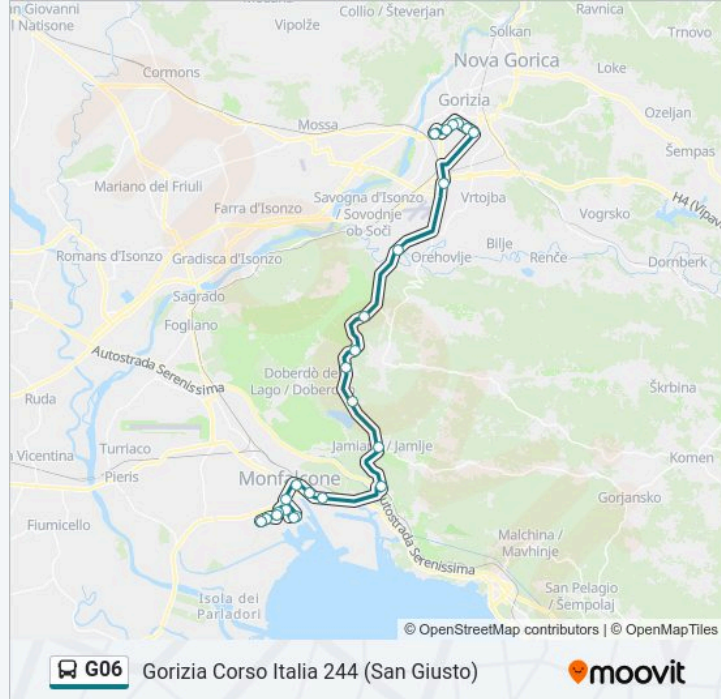 an Giovanni
l Natisone
Collio / Števerjan
Vipolže
Ravnica
Trnovo
Solkan
Nova Gorica
Loke
Cormons
Gorizia
Ozeljan
Mossa
Šempas
Mariano del Friuli
Savogna d'Isonzo
/ Sovodnje
ob Soči
Vrtojba
H4 (Vipava
Farra d'Isonzo
Vogrsko
Bilje
Romans d'Isonzo
Gradisca d'Isonzo
Orehovlje
Renče
Dornberk
Sagrado
Fogliano
Autostrada Serenissima
Doberdò de
Lago / Doberdo
Škrbina
Ruda
Turriaco
Jamiano / Jamlje
a Vicentina
Komen
Pieris
Monfalcone
Gorjansko
Autostrada Serenissima
Fiumicello
Malchina /
Mavhinje
Isola dei
Pariadori
San Pelagio
/ Šempolaj
© OpenStreetMap contributors | © OpenMapTiles
G06 Gorizia Corso Italia 244 (San Giusto) moovit